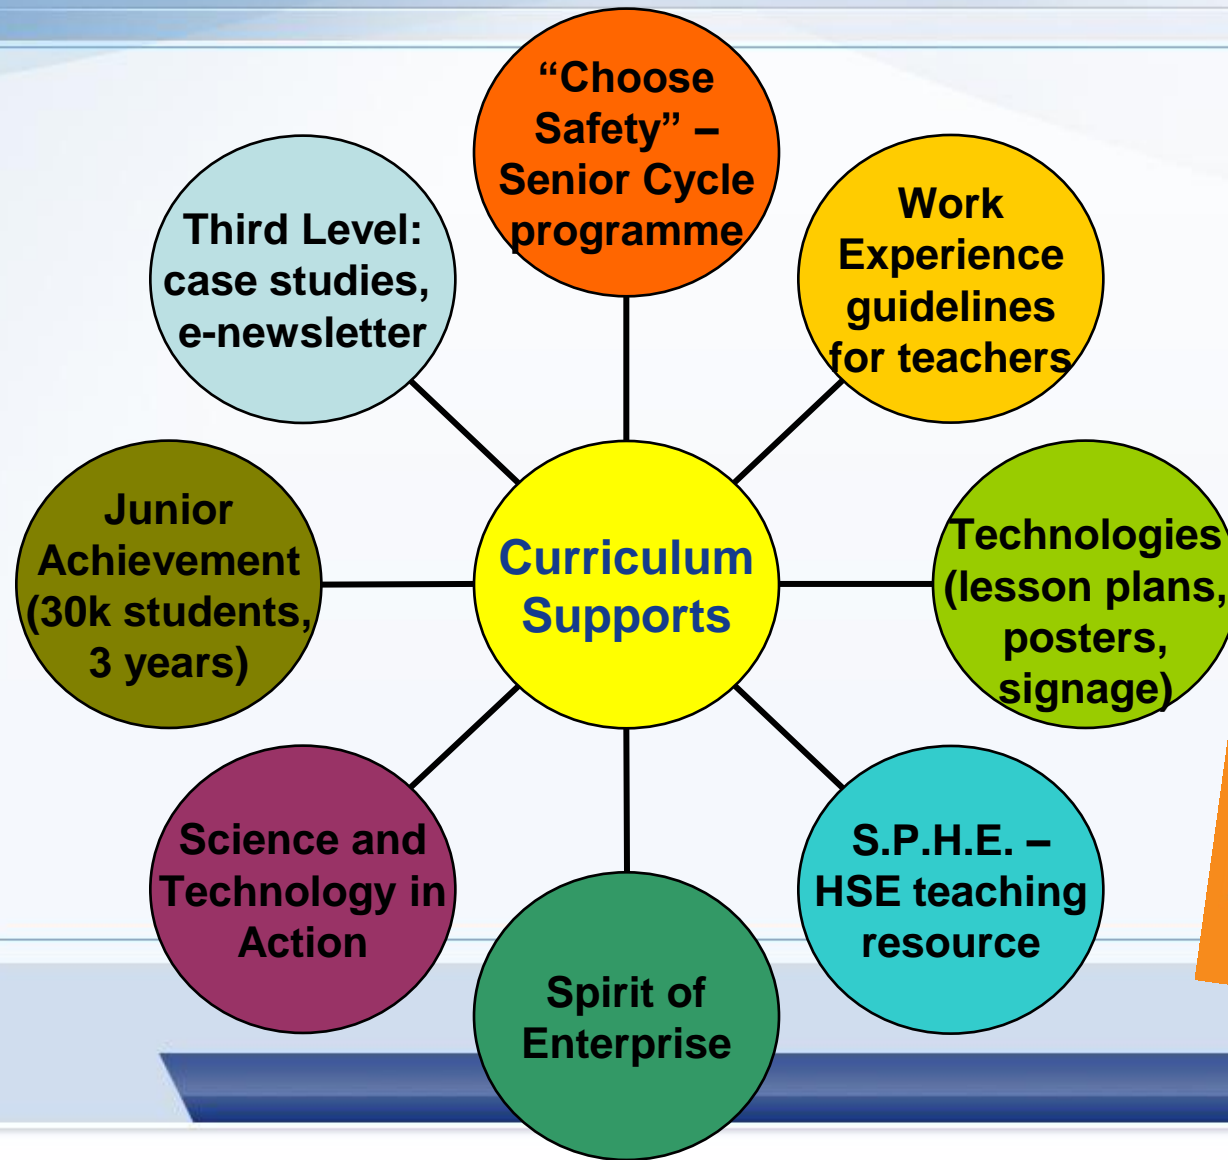 “Choose
Safety” –
Senior Cycle
programme
Work
Experience
guidelines
for teachers
Technologies
(lesson plans,
posters,
signage)
S.P.H.E. –
HSE teaching
resource
Spirit of
Enterprise
Science and
Technology in
Action
Junior
Achievement
(30k students,
3 years)
Third Level:
case studies,
e-newsletter
Curriculum
Supports